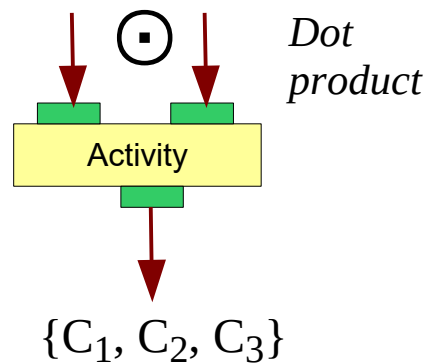 Dot
product
Activity
{C₁, C₂, C₃}